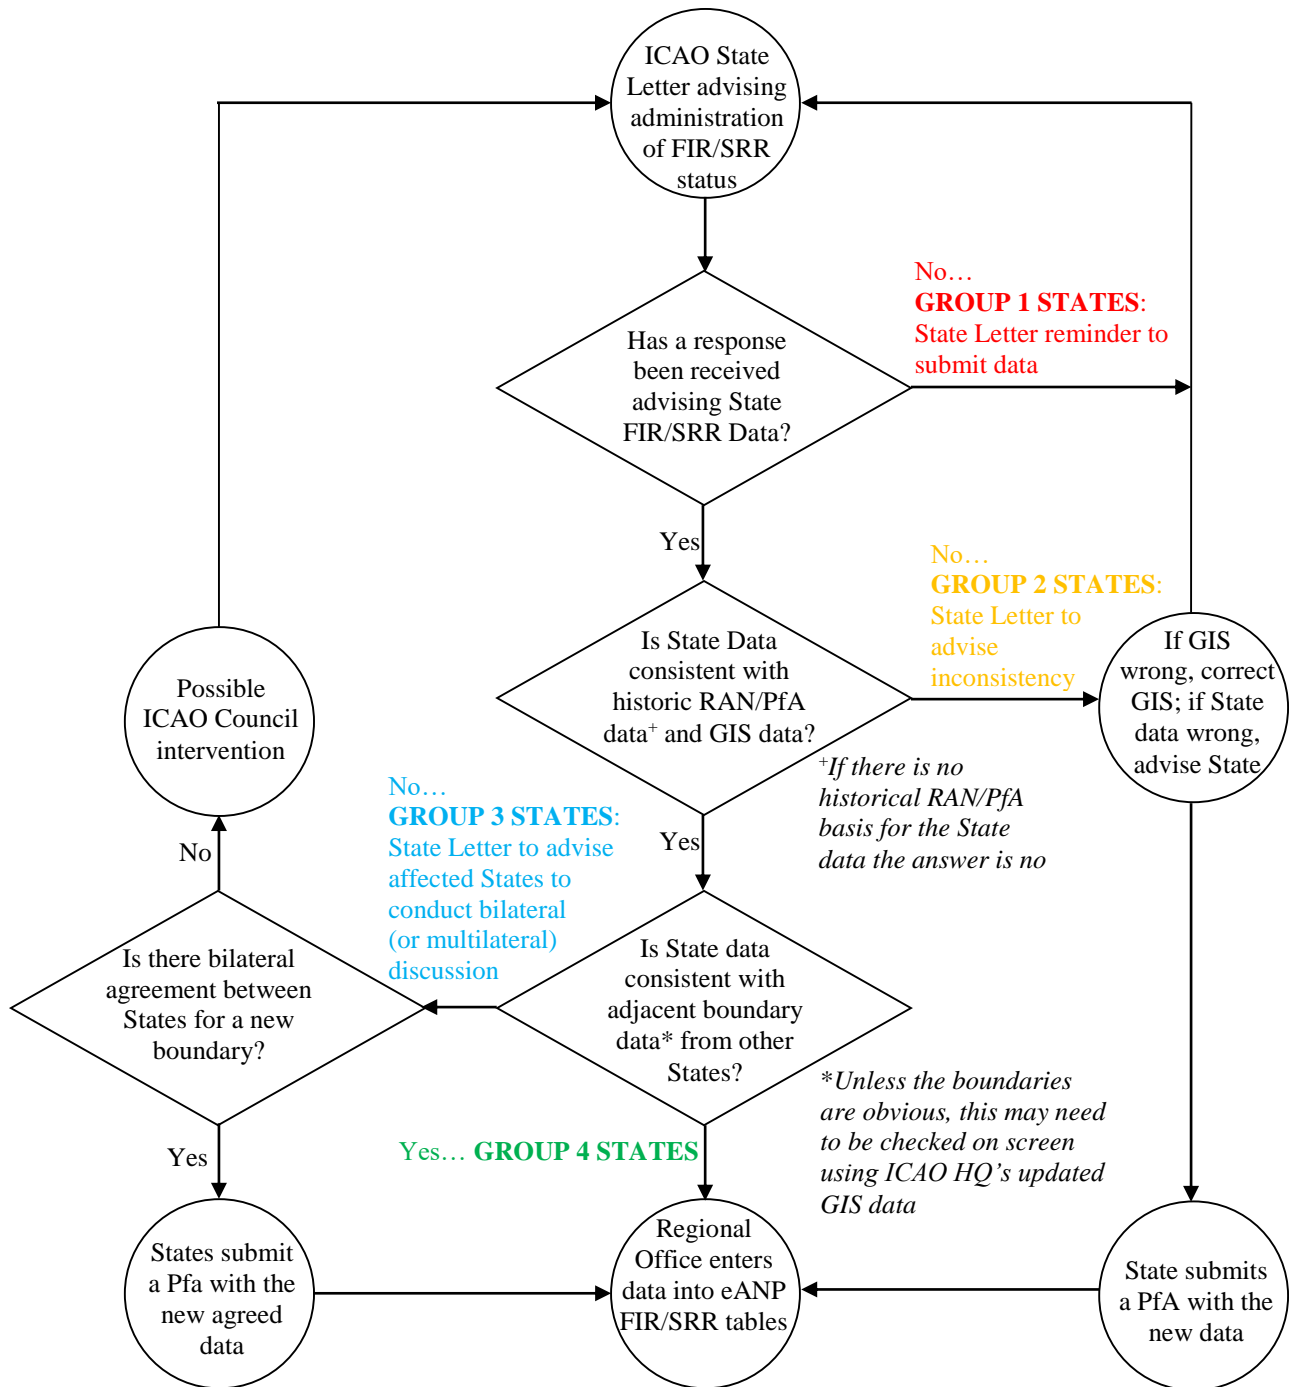 ICAO State
Letter advising
administration
of FIR/SRR
status
No…
GROUP 1 STATES:
State Letter reminder to
submit data
Has a response
been received
advising State
FIR/SRR Data?
Yes
No…
GROUP 2 STATES:
State Letter to
advise
inconsistency
Is State Data
consistent with
historic RAN/PfA
data+ and GIS data?
If GIS
wrong, correct
GIS; if State
data wrong,
advise State
Possible
ICAO Council
intervention
+If there is no
historical RAN/PfA
basis for the State
data the answer is no
No…
GROUP 3 STATES:
State Letter to advise
affected States to
conduct bilateral
(or multilateral)
discussion
Yes
No
Is there bilateral
agreement between
States for a new
boundary?
Is State data
consistent with
adjacent boundary
data* from other
States?
*Unless the boundaries
are obvious, this may need
to be checked on screen
using ICAO HQ’s updated
GIS data
Yes
Yes… GROUP 4 STATES
States submit
a Pfa with the
new agreed
data
Regional
Office enters
data into eANP
FIR/SRR tables
State submits
a PfA with the
new data